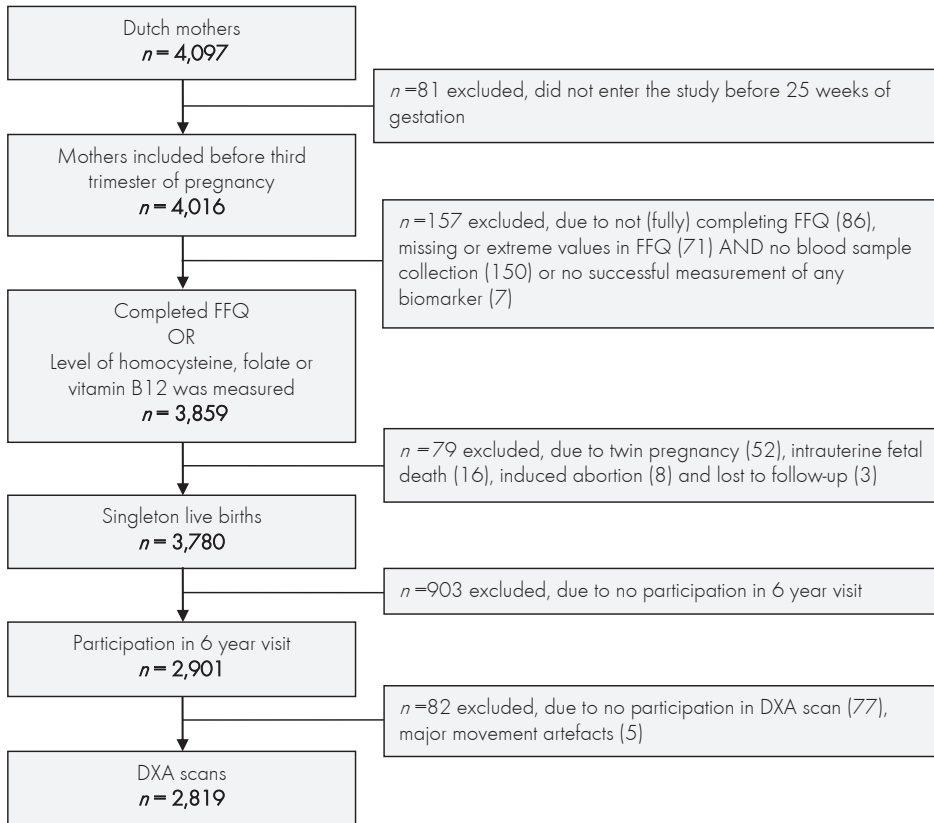 Dutch mothers
n = 4,097
n =81 excluded, did not enter the study before 25 weeks of
gestation
Mothers included before third
trimester of pregnancy
n = 4,016
n =157 excluded, due to not (fully) completing FFQ (86),
missing or extreme values in FFQ (71) AND no blood sample
collection (150) or no successful measurement of any
biomarker (7)
Completed FFQ
OR
Level of homocysteine, folate or
vitamin B12 was measured
n = 3,859
n =79 excluded, due to twin pregnancy (52), intrauterine fetal
death (16), induced abortion (8) and lost to follow-up (3)
Singleton live births
n = 3,780
n =903 excluded, due to no participation in 6 year visit
Participation in 6 year visit
n = 2,901
n =82 excluded, due to no participation in DXA scan (77),
major movement artefacts (5)
DXA scans
n = 2,819